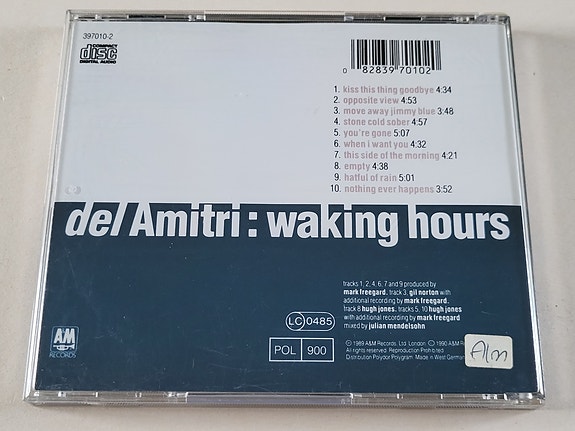 397010-2
COMPACT
disc
DIGITAL AUDIO
0 82839 70102
1. kiss this thing goodbye 4:34
2. opposite view 4:53
3. move away jimmy blue 3:48
4. stone cold sober 4:57
5. you're gone 5:07
6. when i want you 4:32
7. this side of the morning 4:21
8. empty 4:38
9. hatful of rain 5:01
10. nothing ever happens 3:52
del Amitri : waking hours
tracks 1, 2, 4, 6, 7 and 9 produced by
mark freegard. track 3. gil norton with
additional recording by mark freegard.
track 8 hugh jones. tracks 5, 10 hugh jones
with additional recording by mark freegard
mixed by julian mendelsohn
LC 0485
POL 900
℗ 1989 A&M Records, Ltd. London. © 1990 A&M
All rights reserved. Reproduction Prohibited.
Distribution Polydor Polygram. Made in West German
A&M
RECORDS
Alm